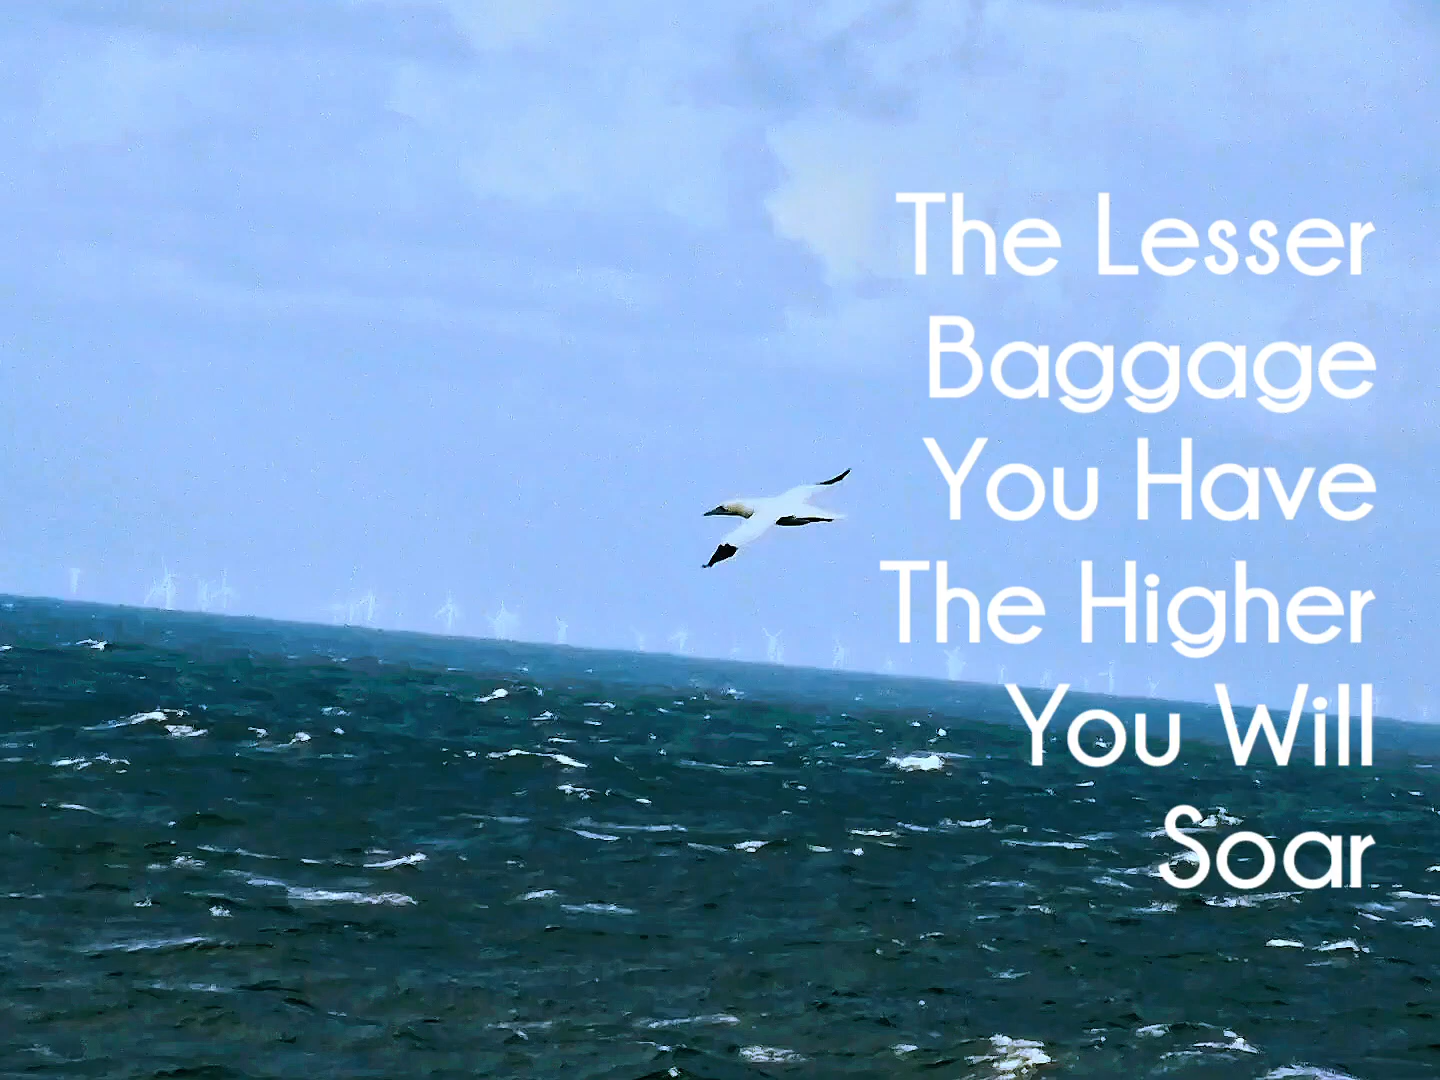 The Lesser
Baggage
You Have
The Higher
You Will
Soar